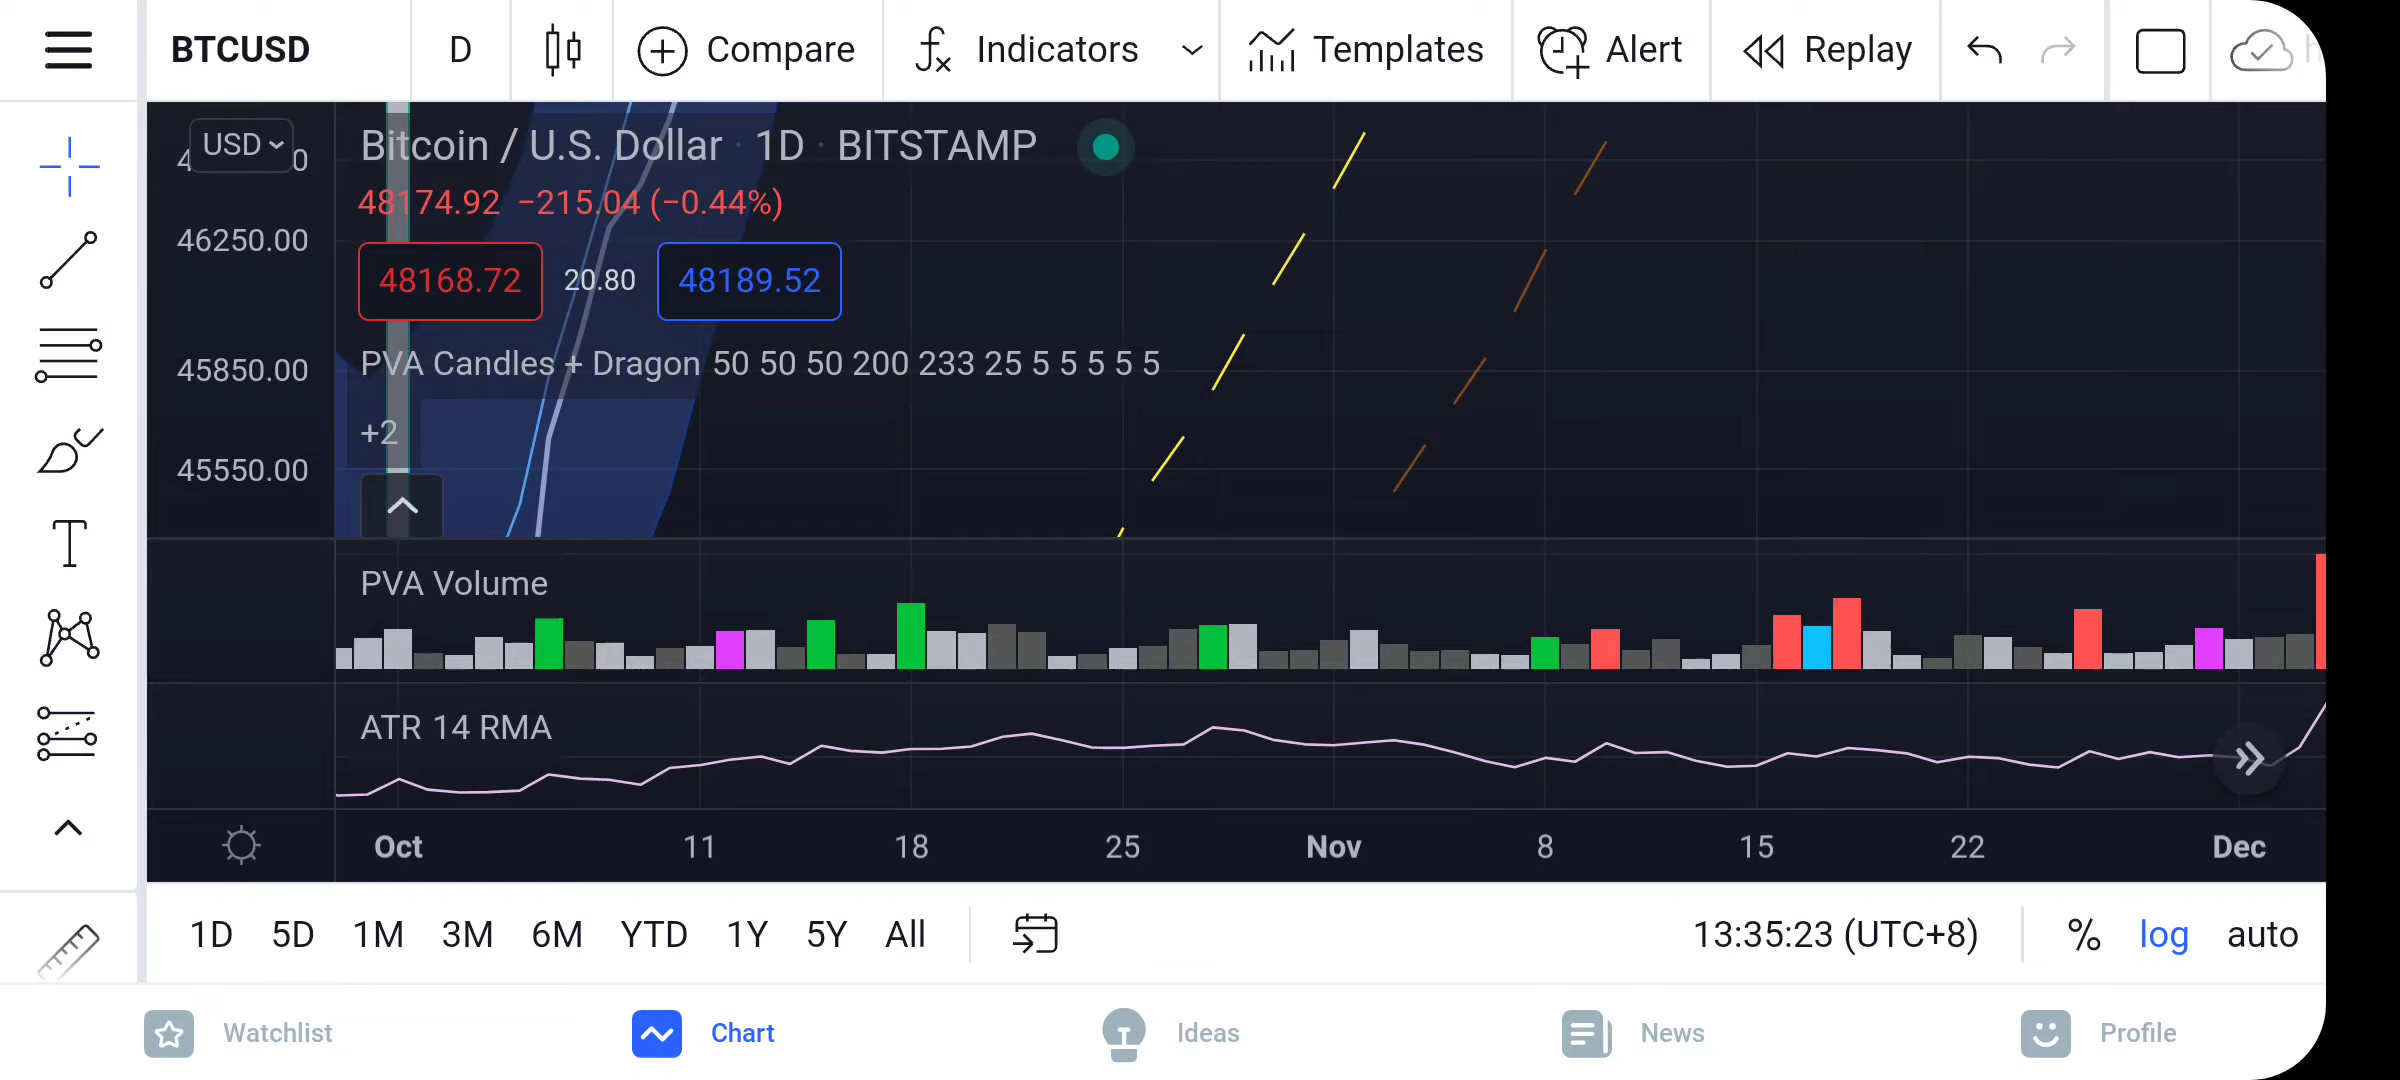 BTCUSD D Compare Indicators Templates Alert Replay
USD
Bitcoin / U.S. Dollar · 1D · BITSTAMP
48174.92 −215.04 (−0.44%)
46250.00
48168.72 20.80 48189.52
45850.00
PVA Candles + Dragon 50 50 50 200 233 25 5 5 5 5 5
+2
45550.00
PVA Volume
ATR 14 RMA
Oct 11 18 25 Nov 8 15 22 Dec
1D 5D 1M 3M 6M YTD 1Y 5Y All 13:35:23 (UTC+8) % log auto
Watchlist Chart Ideas News Profile